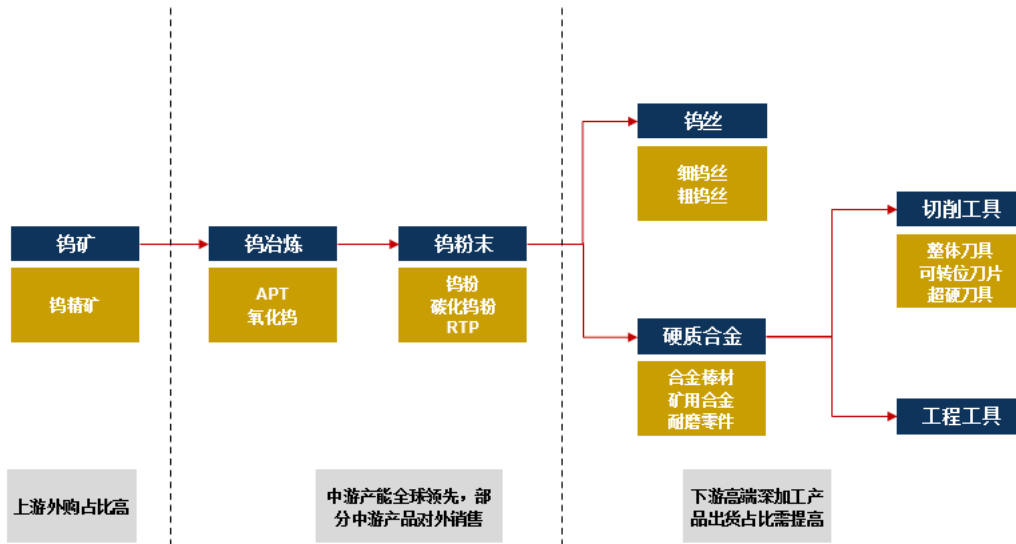 钨丝
细钨丝
粗钨丝
钨矿
钨精矿
钨冶炼
APT
氧化钨
钨粉末
钨粉
碳化钨粉
RTP
硬质合金
合金棒材
矿用合金
耐磨零件
切削工具
整体刀具
可转位刀片
超硬刀具
工程工具
上游外购占比高
中游产能全球领先，部
分中游产品对外销售
下游高端深加工产
品出货占比需提高